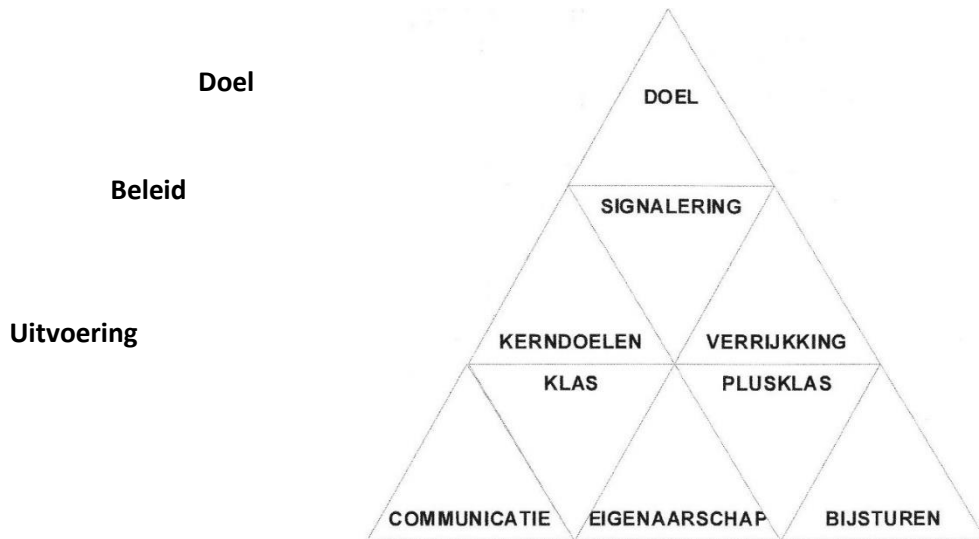 Doel
DOEL
Beleid
SIGNALERING
Uitvoering
KERNDOELEN VERRIJKKING
KLAS PLUSKLAS
COMMUNICATIE EIGENAARSCHAP BIJSTUREN